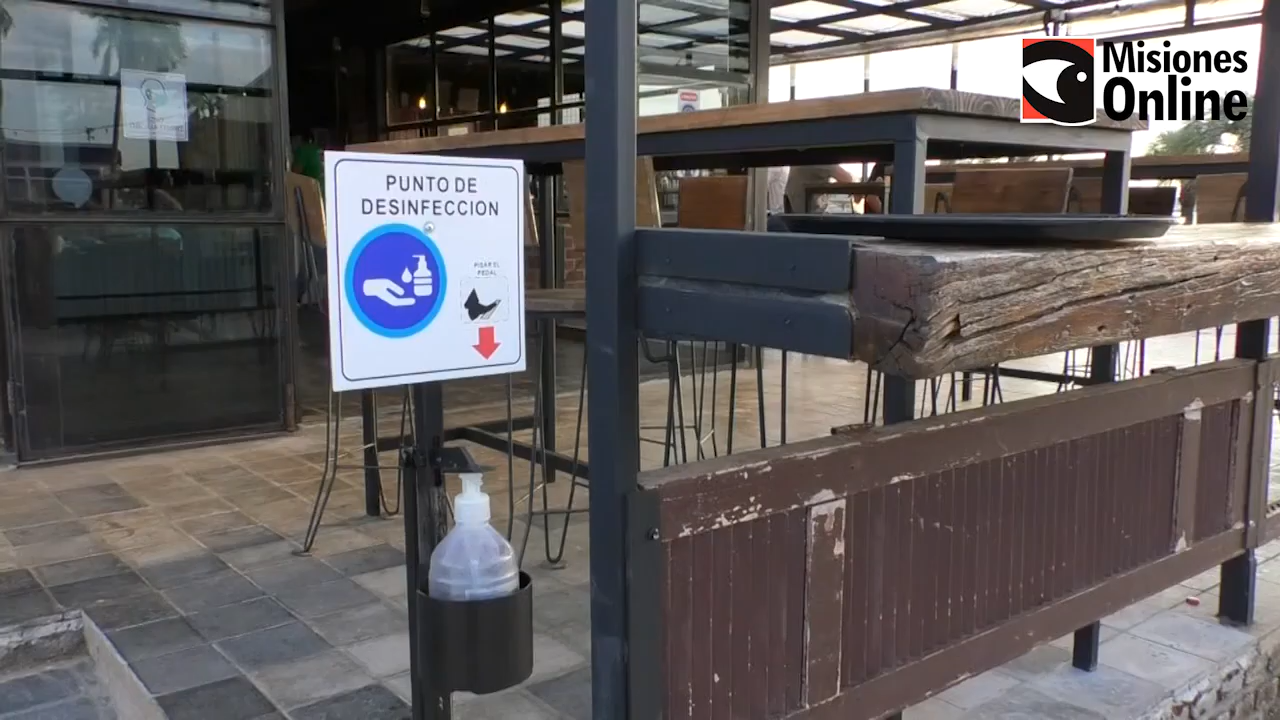 Misiones
Online
PUNTO DE
DESINFECCION
PISAR EL
PEDAL